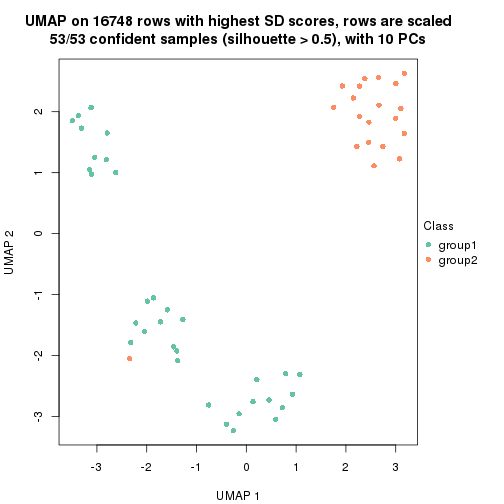 UMAP on 16748 rows with highest SD scores, rows are scaled
53/53 confident samples (silhouette > 0.5), with 10 PCs
2
1
0
-1
-2
-3
UMAP 2
Class
group1
group2
-3 -2 -1 0 1 2 3
UMAP 1